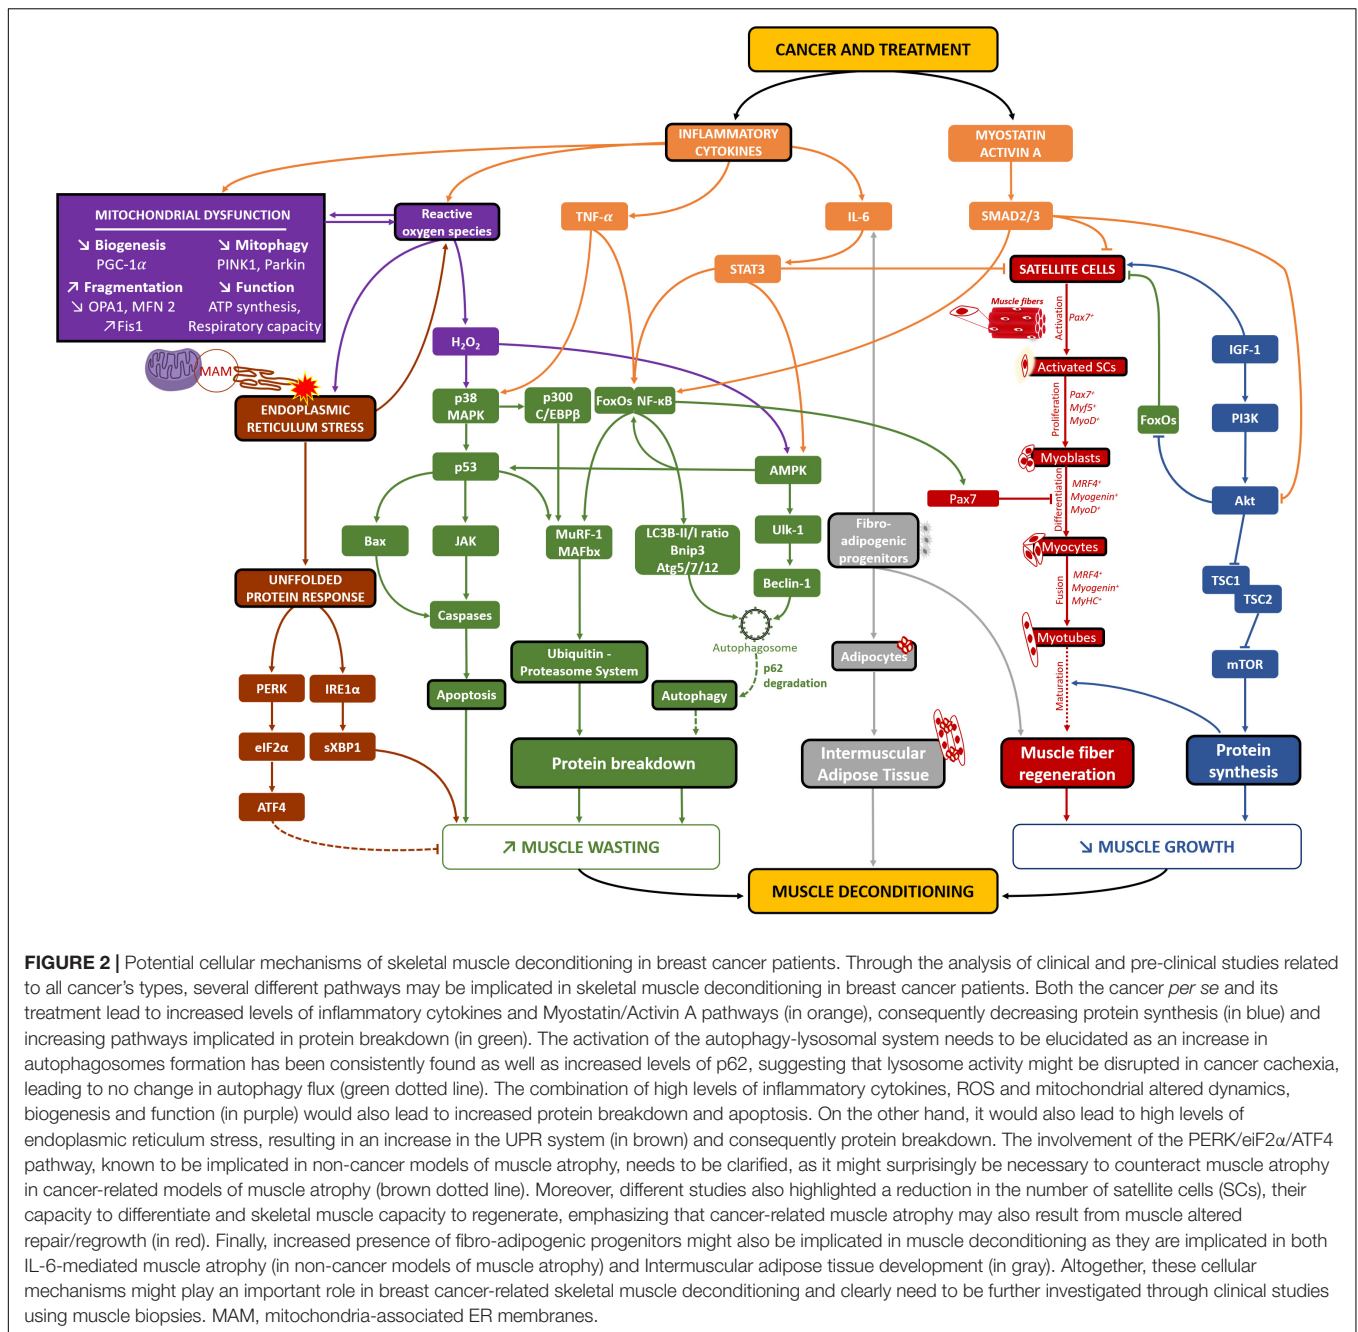 CANCER AND TREATMENT
INFLAMMATORY
CYTOKINES
MYOSTATIN
ACTIVIN A
MITOCHONDRIAL DYSFUNCTION
↘ Biogenesis
PGC-1α
↗ Fragmentation
↘ OPA1, MFN 2
↗Fis1
↘ Mitophagy
PINK1, Parkin
↘ Function
ATP synthesis,
Respiratory capacity
Reactive
oxygen species
TNF-α
IL-6
SMAD2/3
STAT3
SATELLITE CELLS
Muscle fibers
Activation
Pax7⁺
MAM
H₂O₂
IGF-1
Activated SCs
ENDOPLASMIC
RETICULUM STRESS
p38
MAPK
p300
C/EBPβ
FoxOs NF-κB
Proliferation
Pax7⁺
Myf5⁺
MyoD⁺
FoxOs
PI3K
p53
AMPK
Myoblasts
Pax7
Differentiation
MRF4⁺
Myogenin⁺
MyoD⁺
Akt
Bax
JAK
MuRF-1
MAFbx
LC3B-II/I ratio
Bnip3
Atg5/7/12
Ulk-1
Fibro-
adipogenic
progenitors
Myocytes
UNFFOLDED
PROTEIN RESPONSE
Caspases
Beclin-1
Fusion
MRF4⁺
Myogenin⁺
MyHC⁺
TSC1
TSC2
Autophagosome
Myotubes
Ubiquitin -
Proteasome System
p62
degradation
Adipocytes
mTOR
PERK
IRE1α
Apoptosis
Autophagy
Maturation
eIF2α
sXBP1
Protein breakdown
Intermuscular
Adipose Tissue
Muscle fiber
regeneration
Protein
synthesis
ATF4
↗ MUSCLE WASTING
↘ MUSCLE GROWTH
MUSCLE DECONDITIONING
FIGURE 2 | Potential cellular mechanisms of skeletal muscle deconditioning in breast cancer patients. Through the analysis of clinical and pre-clinical studies related
to all cancer's types, several different pathways may be implicated in skeletal muscle deconditioning in breast cancer patients. Both the cancer per se and its
treatment lead to increased levels of inflammatory cytokines and Myostatin/Activin A pathways (in orange), consequently decreasing protein synthesis (in blue) and
increasing pathways implicated in protein breakdown (in green). The activation of the autophagy-lysosomal system needs to be elucidated as an increase in
autophagosomes formation has been consistently found as well as increased levels of p62, suggesting that lysosome activity might be disrupted in cancer cachexia,
leading to no change in autophagy flux (green dotted line). The combination of high levels of inflammatory cytokines, ROS and mitochondrial altered dynamics,
biogenesis and function (in purple) would also lead to increased protein breakdown and apoptosis. On the other hand, it would also lead to high levels of
endoplasmic reticulum stress, resulting in an increase in the UPR system (in brown) and consequently protein breakdown. The involvement of the PERK/eiF2α/ATF4
pathway, known to be implicated in non-cancer models of muscle atrophy, needs to be clarified, as it might surprisingly be necessary to counteract muscle atrophy
in cancer-related models of muscle atrophy (brown dotted line). Moreover, different studies also highlighted a reduction in the number of satellite cells (SCs), their
capacity to differentiate and skeletal muscle capacity to regenerate, emphasizing that cancer-related muscle atrophy may also result from muscle altered
repair/regrowth (in red). Finally, increased presence of fibro-adipogenic progenitors might also be implicated in muscle deconditioning as they are implicated in both
IL-6-mediated muscle atrophy (in non-cancer models of muscle atrophy) and Intermuscular adipose tissue development (in gray). Altogether, these cellular
mechanisms might play an important role in breast cancer-related skeletal muscle deconditioning and clearly need to be further investigated through clinical studies
using muscle biopsies. MAM, mitochondria-associated ER membranes.